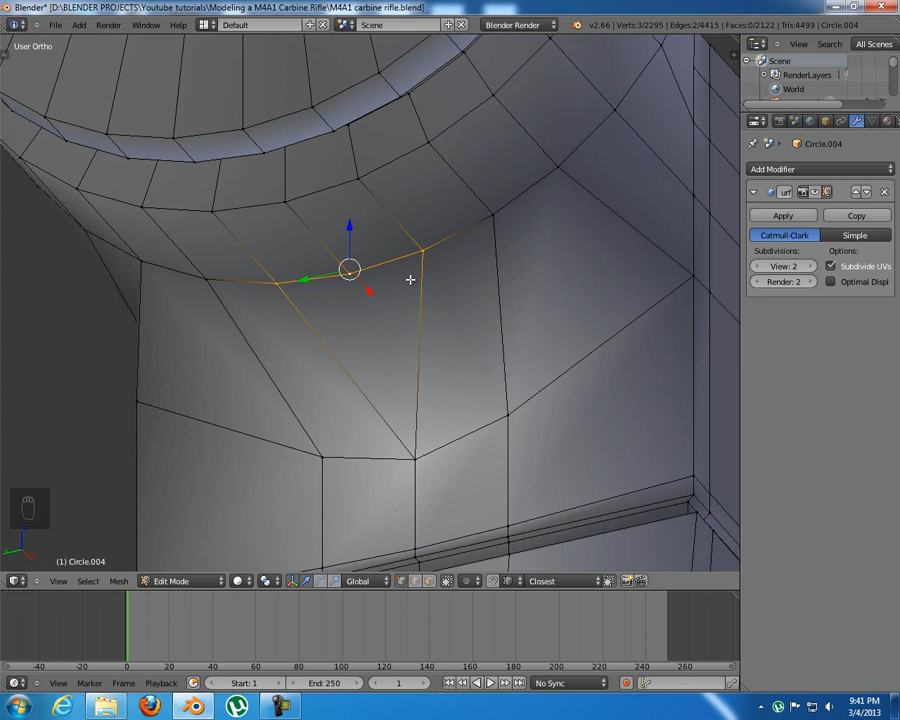 Blender* [D:\BLENDER PROJECTS\Youtube tutorials\Modeling a M4A1 Carbine Rifle\M4A1 carbine rifle.blend]
File Add Render Window Help Default Scene Blender Render v2.66 | Verts:3/2295 | Edges:2/4415 | Faces:0/2122 | Tris:4499 | Circle.004
User Ortho
View Search All Scenes
Scene
RenderLayers
World
Circle.004
Add Modifier
urf
Apply Copy
Catmull-Clark Simple
Subdivisions: Options:
View: 2 Subdivide UVs
Render: 2 Optimal Displ
(1) Circle.004
View Select Mesh Edit Mode Global Closest
-40 -20 0 20 40 60 80 100 120 140 160 180 200 220 240 260 280
View Marker Frame Playback Start: 1 End: 250 1 No Sync
9:41 PM
3/4/2013